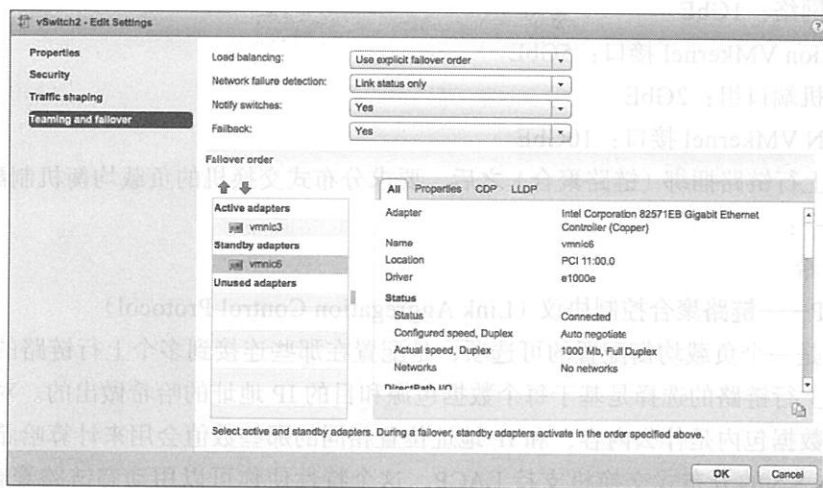 vSwitch2 - Edit Settings
?
Properties
Security
Traffic shaping
Teaming and failover
Load balancing:
Use explicit failover order
Network failure detection:
Link status only
Notify switches:
Yes
Failback:
Yes
Failover order
Active adapters
vmnic3
Standby adapters
vmnic6
Unused adapters
All Properties CDP LLDP
Adapter
Intel Corporation 82571EB Gigabit Ethernet
Controller (Copper)
Name
vmnic6
Location
PCI 11:00.0
Driver
e1000e
Status
Status
Connected
Configured speed, Duplex
Auto negotiate
Actual speed, Duplex
1000 Mb, Full Duplex
Networks
No networks
DirectPath I/O
Select active and standby adapters. During a failover, standby adapters activate in the order specified above.
OK
Cancel